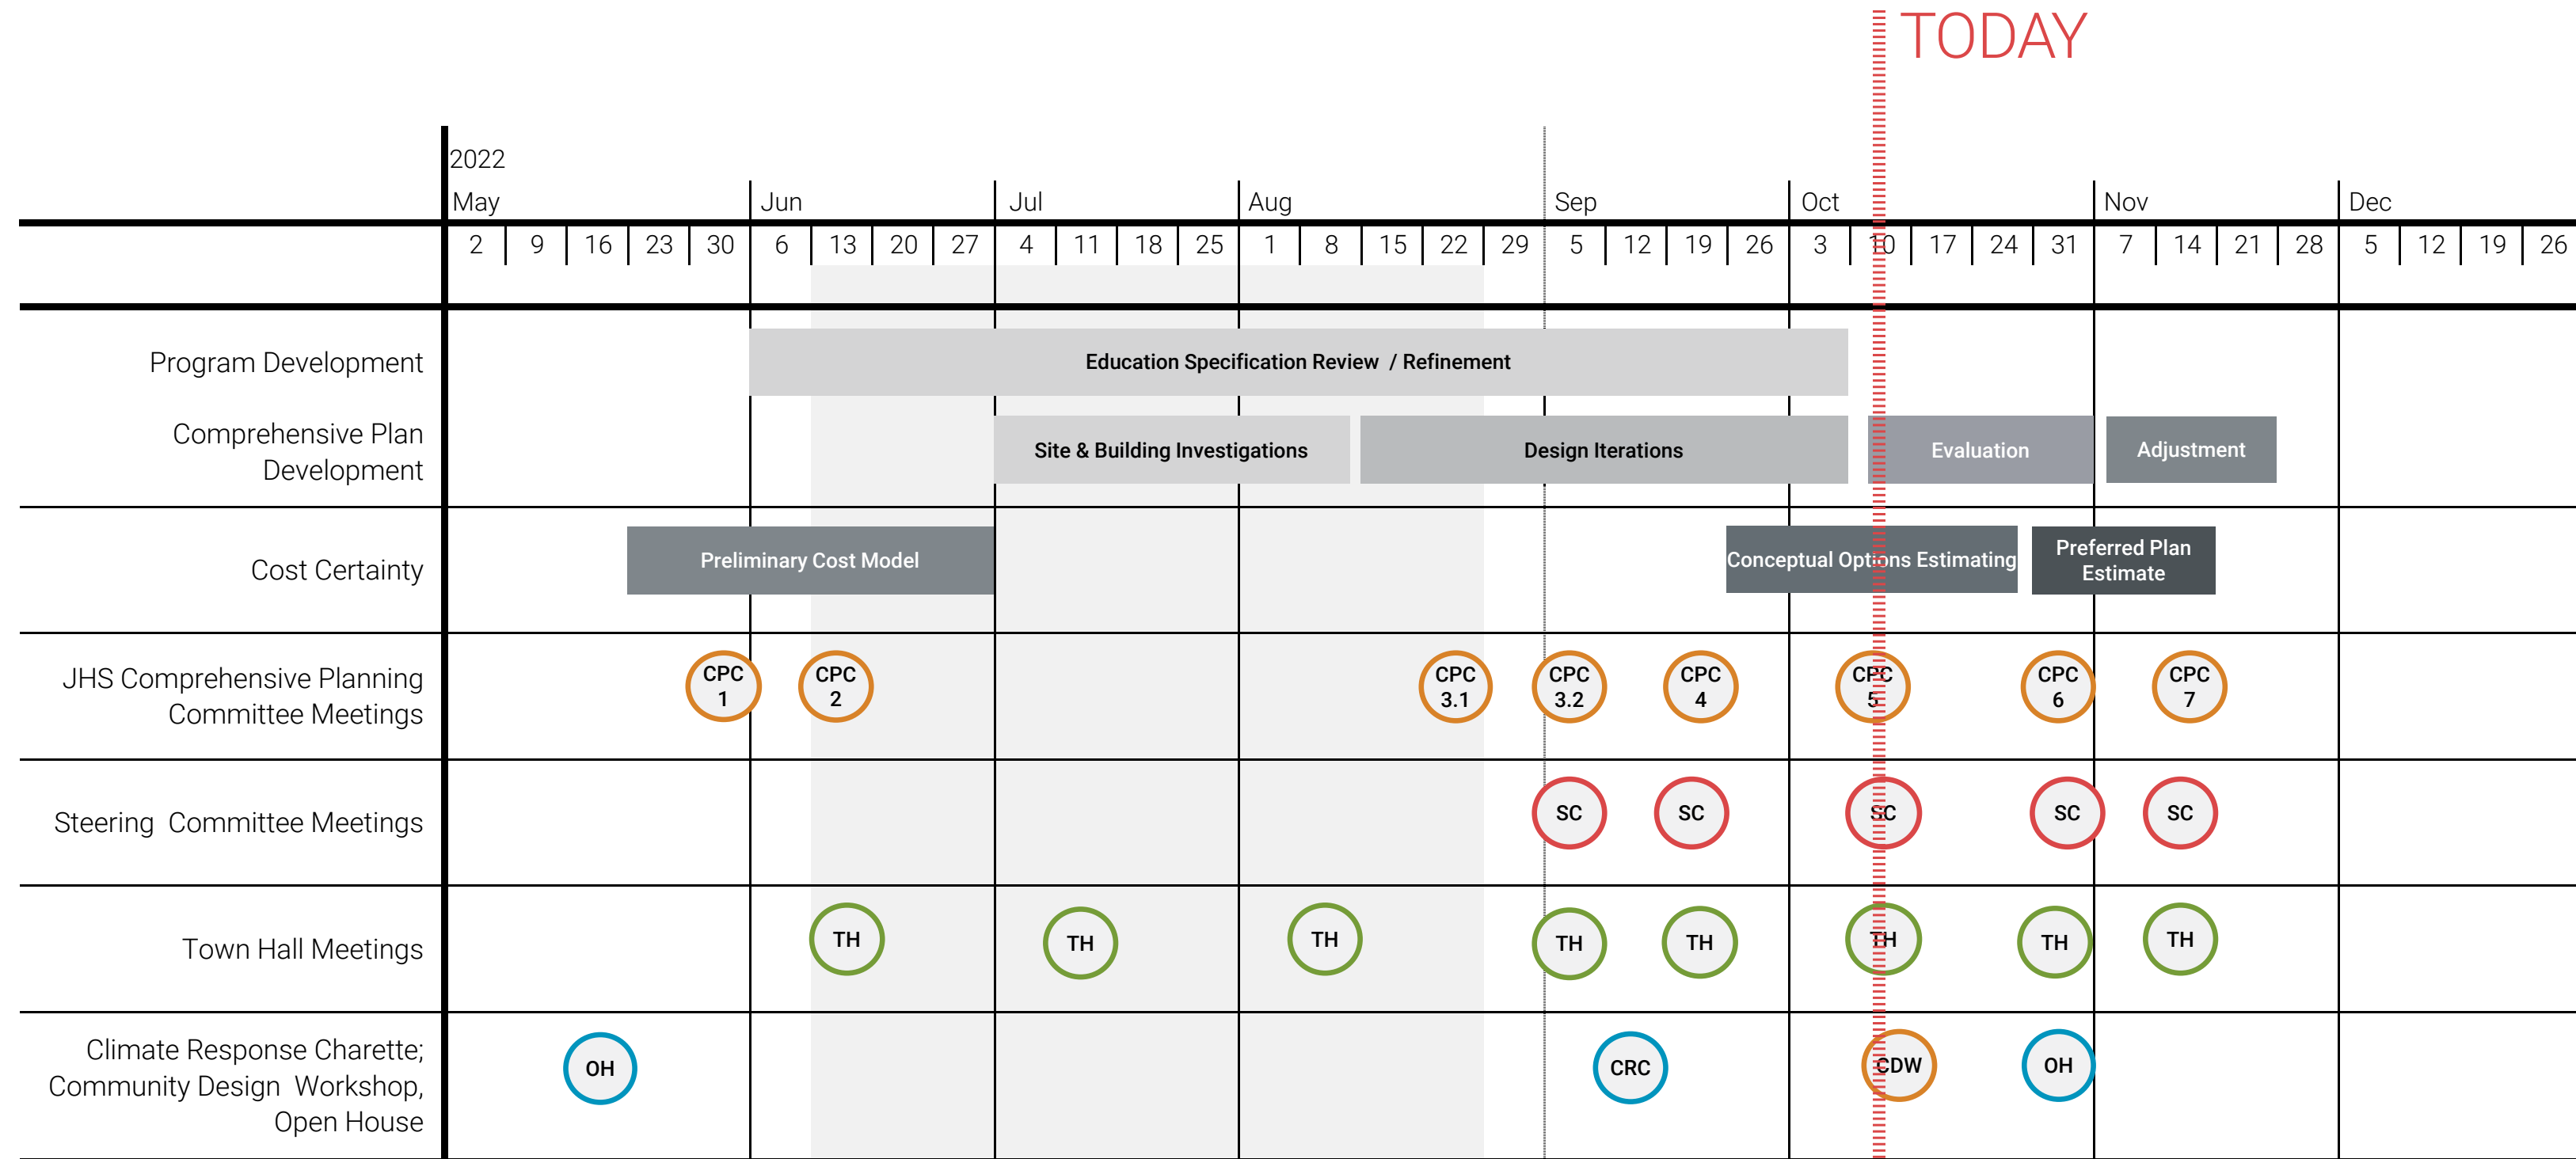 TODAY
2022
May Jun Jul Aug Sep Oct Nov Dec
2 9 16 23 30 6 13 20 27 4 11 18 25 1 8 15 22 29 5 12 19 26 3 10 17 24 31 7 14 21 28 5 12 19 26
Program Development
Education Specification Review / Refinement
Comprehensive Plan
Development
Site & Building Investigations
Design Iterations
Evaluation
Adjustment
Cost Certainty
Preliminary Cost Model
Conceptual Options Estimating
Preferred Plan
Estimate
JHS Comprehensive Planning
Committee Meetings
CPC
1
CPC
2
CPC
3.1
CPC
3.2
CPC
4
CPC
5
CPC
6
CPC
7
Steering Committee Meetings
SC SC SC SC SC
Town Hall Meetings
TH TH TH TH TH TH TH TH
Climate Response Charette;
Community Design Workshop,
Open House
OH CRC CDW OH